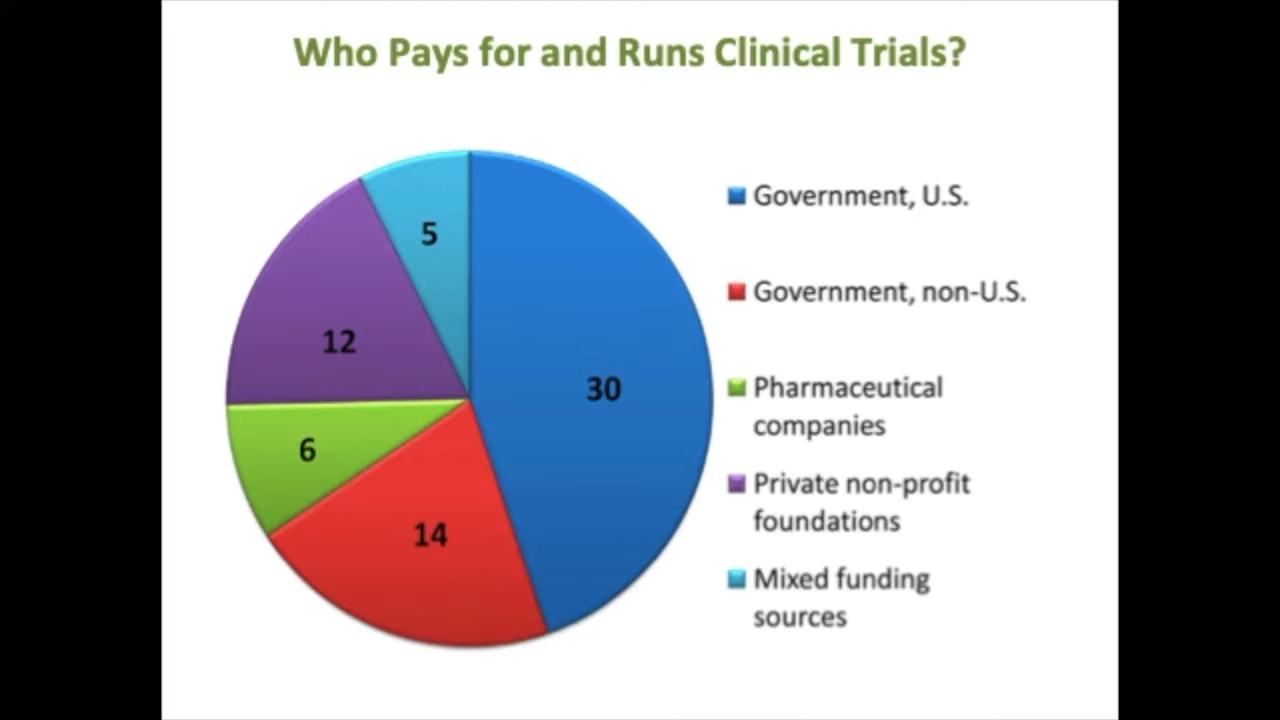 Who Pays for and Runs Clinical Trials?
5
12
30
6
14
Government, U.S.
Government, non-U.S.
Pharmaceutical
companies
Private non-profit
foundations
Mixed funding
sources